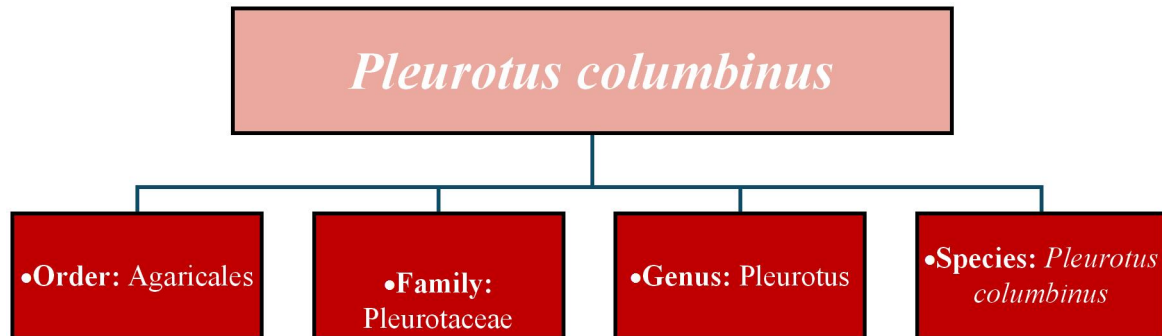 Pleurotus columbinus
•Order: Agaricales
•Family:
Pleurotaceae
•Genus: Pleurotus
•Species: Pleurotus
columbinus